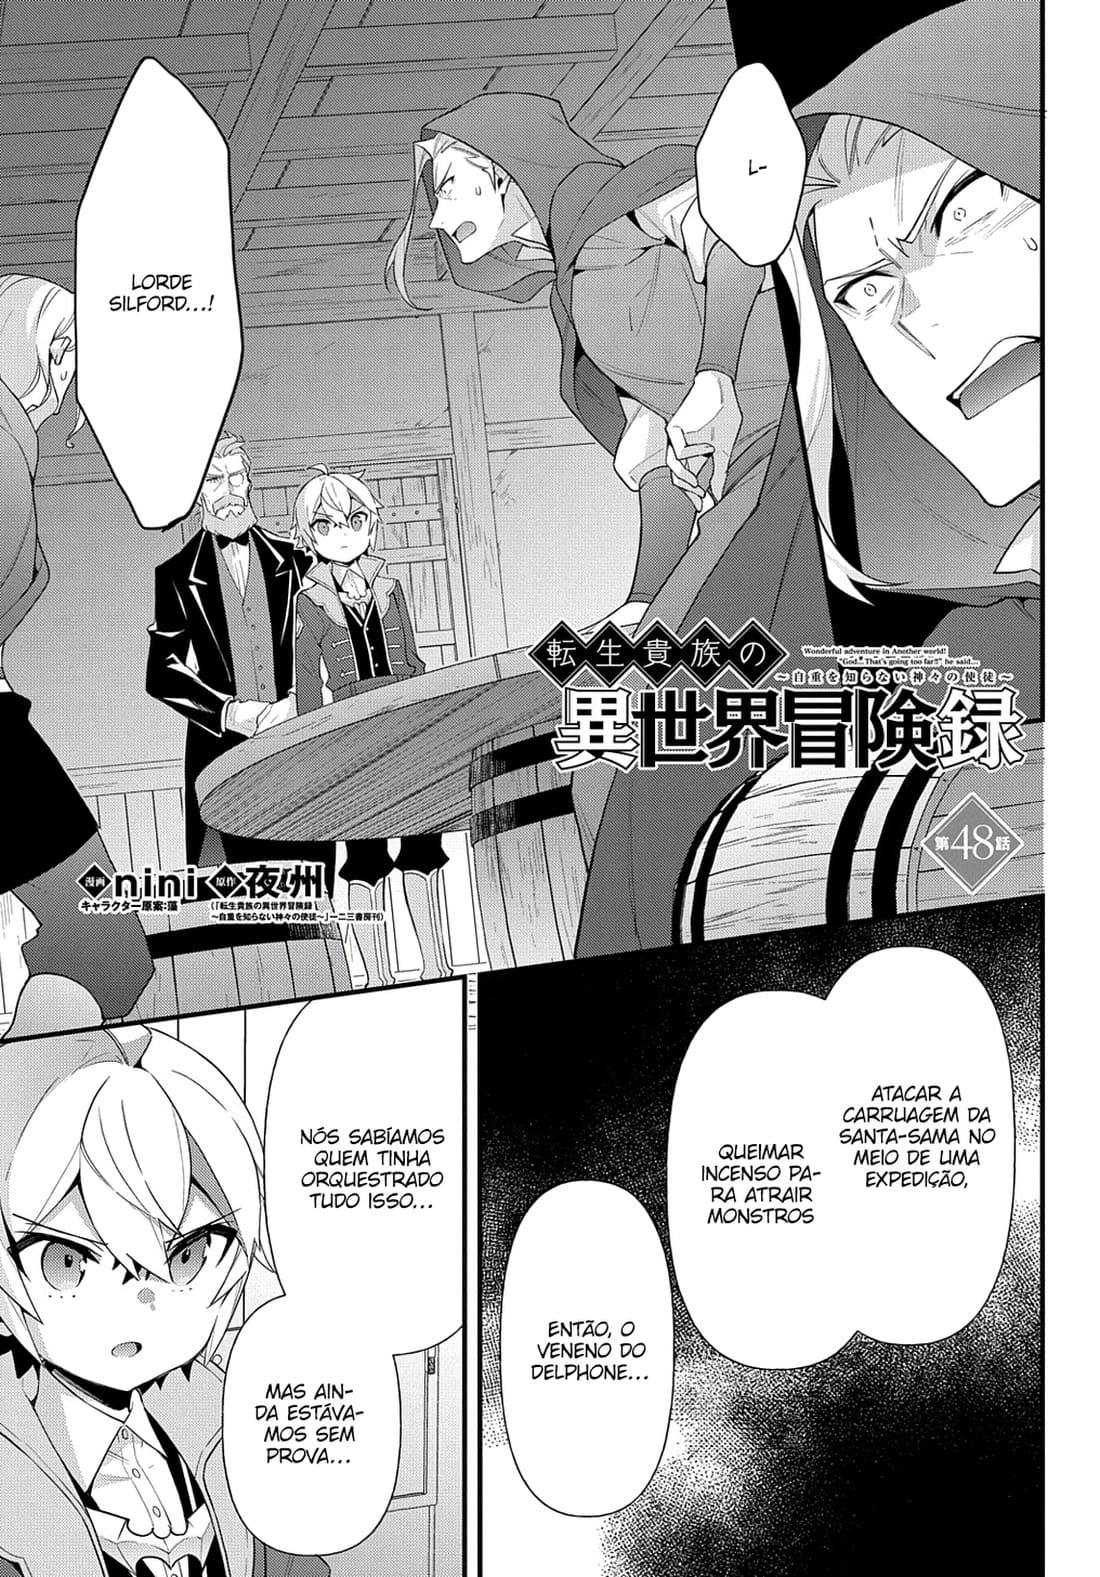 L-
LORDE
SILFORD...!
転生貴族の
Wonderful adventure in Another world!
"God...That's going too far!!" he said...
～自重を知らない神々の使徒～
異世界冒険録
第48話
漫画 nini 原作 夜州
キャラクター原案:藻
(「転生貴族の異世界冒険録
～自重を知らない神々の使徒～」一二三書房刊)
ATACAR A
CARRUAGEM DA
SANTA-SAMA NO
MEIO DE UMA
EXPEDIÇÃO,
QUEIMAR
INCENSO PA-
RA ATRAIR
MONSTROS
ENTÃO, O
VENENO DO
DELPHONE...
NÓS SABÍAMOS
QUEM TINHA
ORQUESTRADO
TUDO ISSO...
MAS AIN-
DA ESTÁVA-
MOS SEM
PROVA...